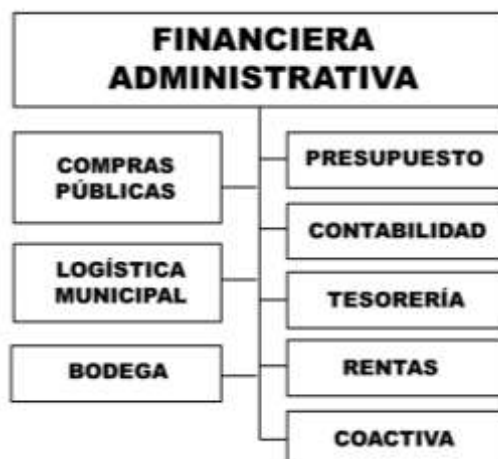 FINANCIERA
ADMINISTRATIVA
COMPRAS
PÚBLICAS
LOGÍSTICA
MUNICIPAL
BODEGA
PRESUPUESTO
CONTABILIDAD
TESORERÍA
RENTAS
COACTIVA